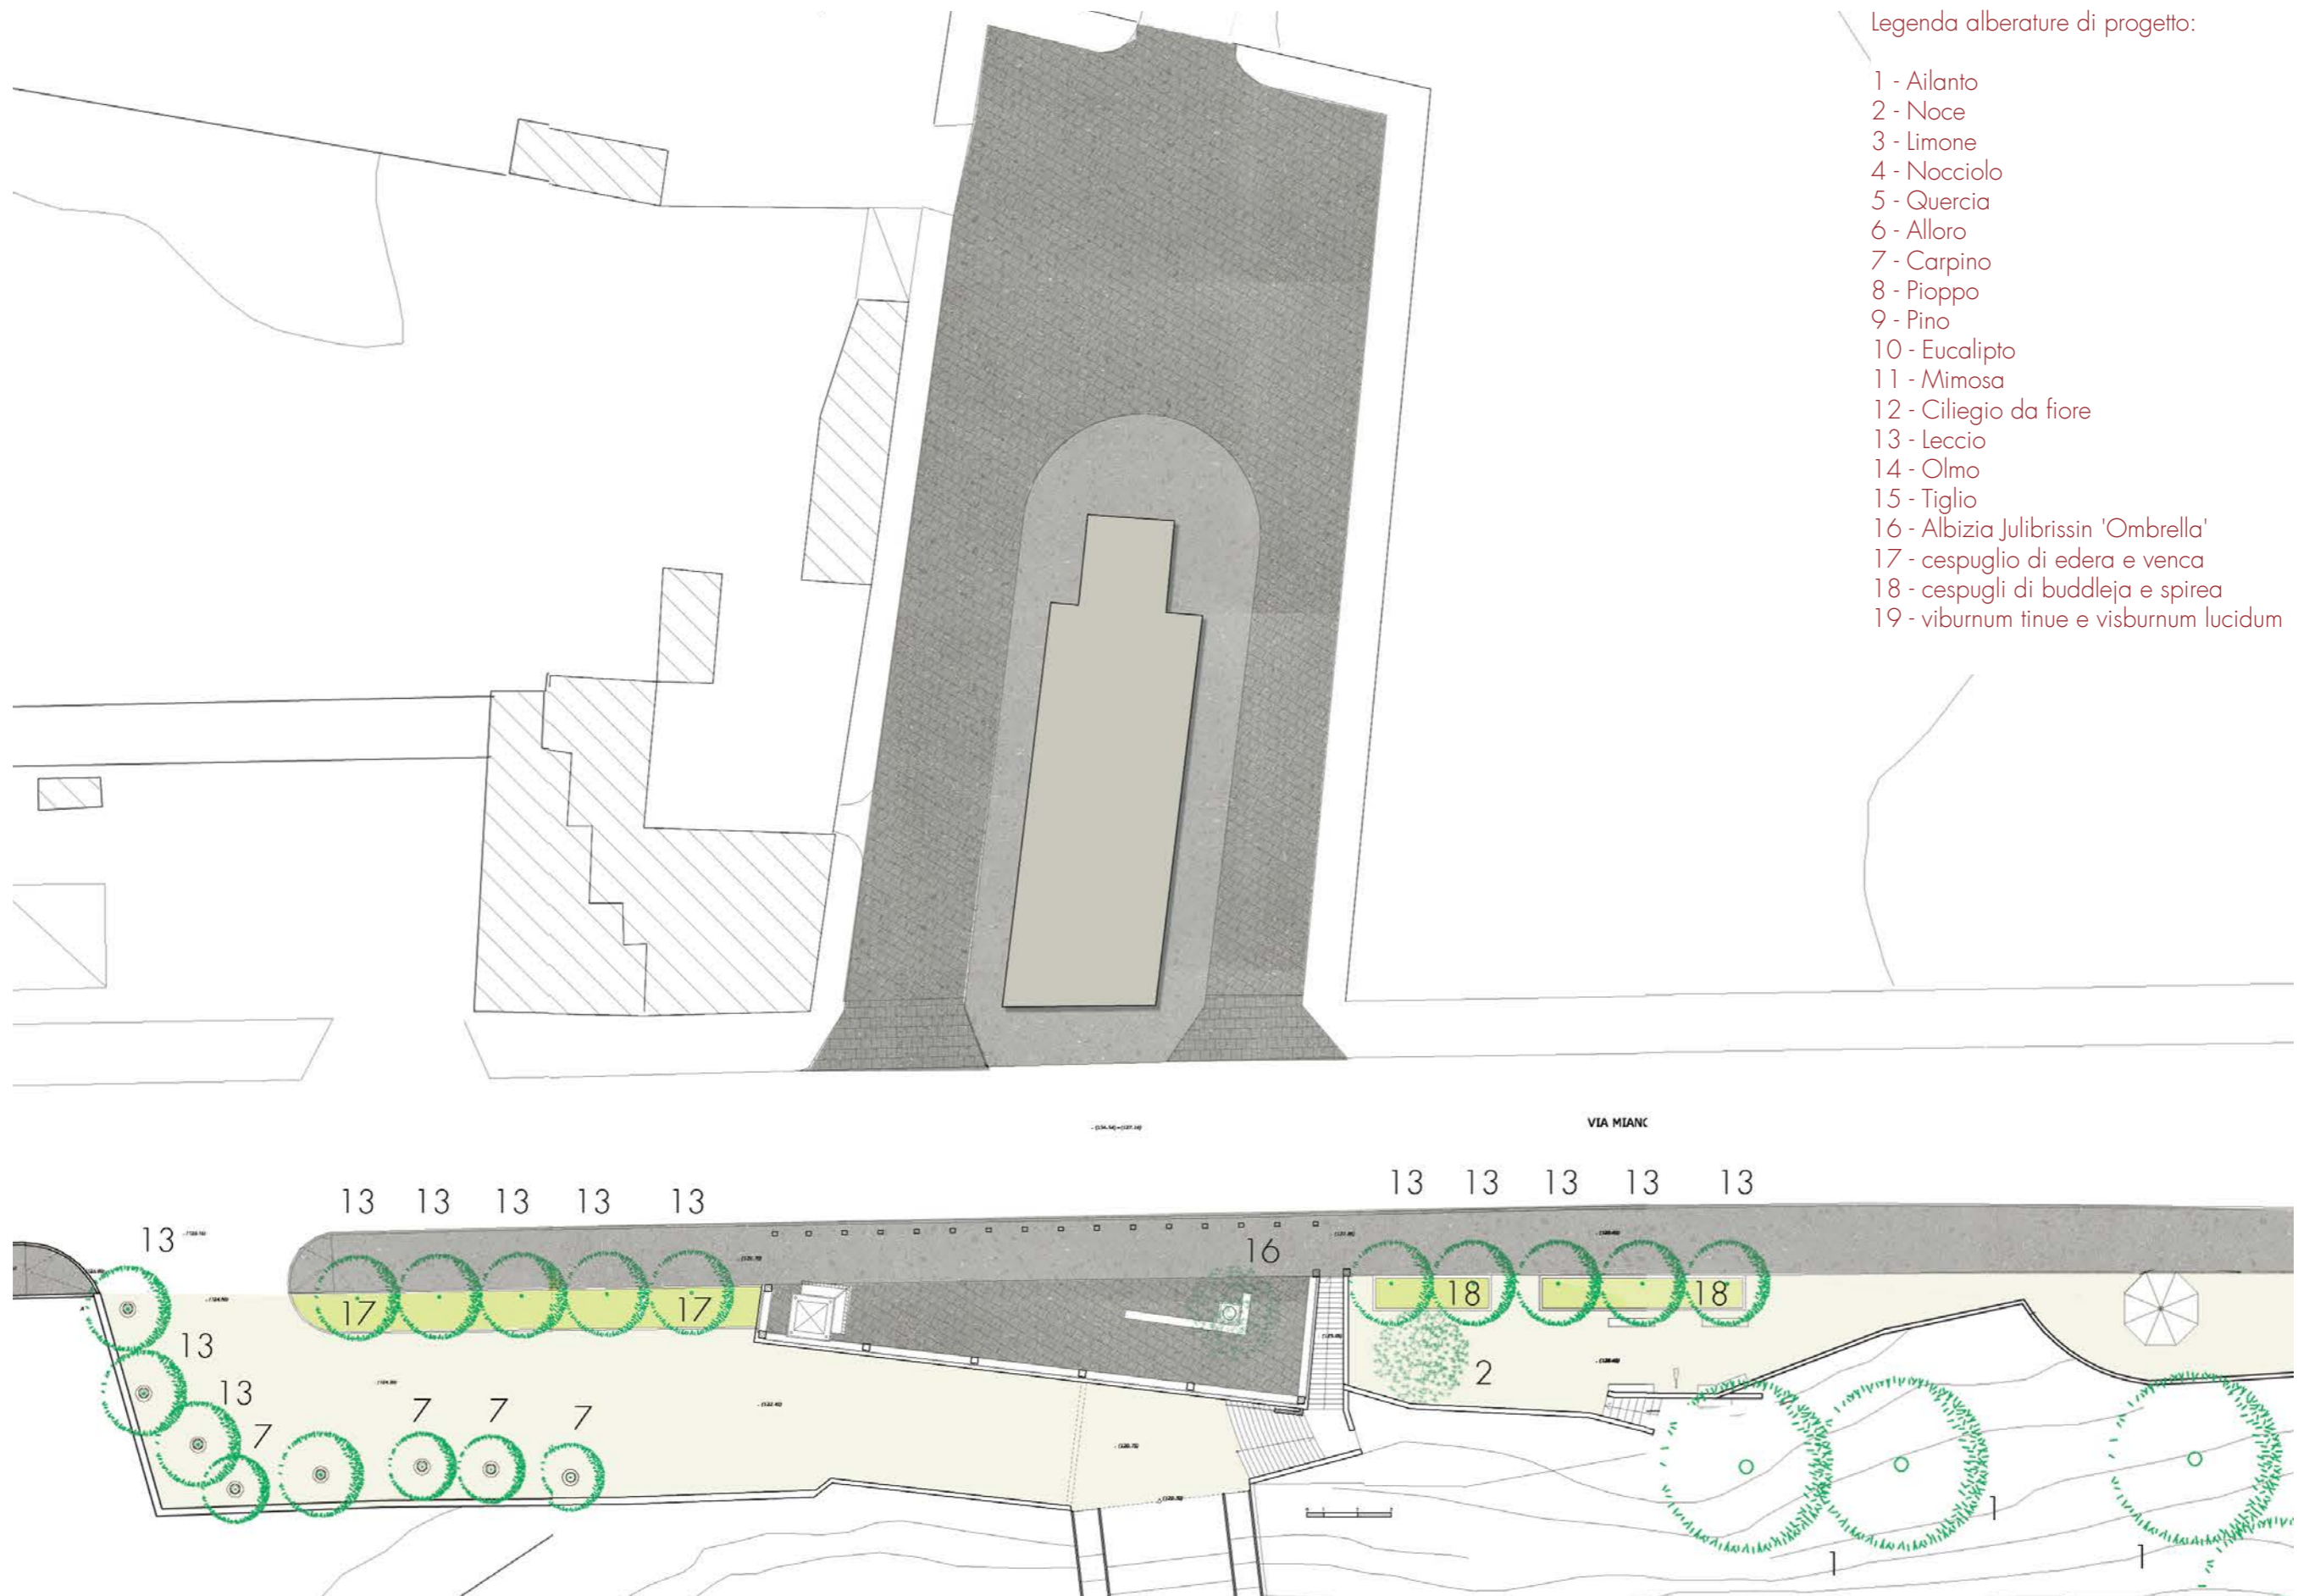 Legenda alberature di progetto:
1 - Ailanto
2 - Noce
3 - Limone
4 - Nocciolo
5 - Quercia
6 - Alloro
7 - Carpino
8 - Pioppo
9 - Pino
10 - Eucalipto
11 - Mimosa
12 - Ciliegio da fiore
13 - Leccio
14 - Olmo
15 - Tiglio
16 - Albizia Julibrissin 'Ombrella'
17 - cespuglio di edera e venca
18 - cespugli di buddleja e spirea
19 - viburnum tinue e visburnum lucidum
VIA MIANC
13 13 13 13 13
13 13 13 13 13
13
16
17 17
18 18
13
2
13
7 7 7
7
1
1 1